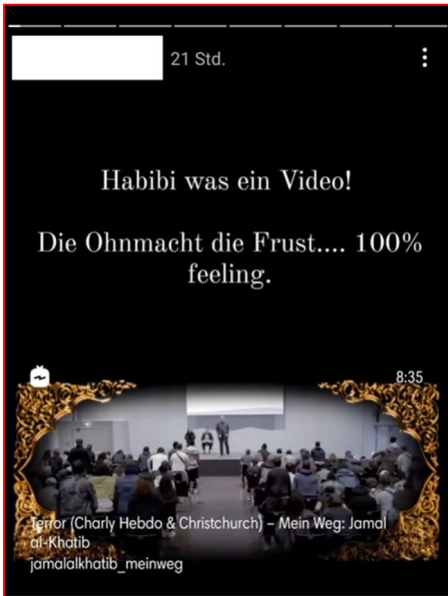 21 Std.
Habibi was ein Video!
Die Ohnmacht die Frust.... 100%
feeling.
8:35
Terror (Charly Hebdo & Christchurch) – Mein Weg: Jamal
al-Khatib
jamalalkhatib_meinweg